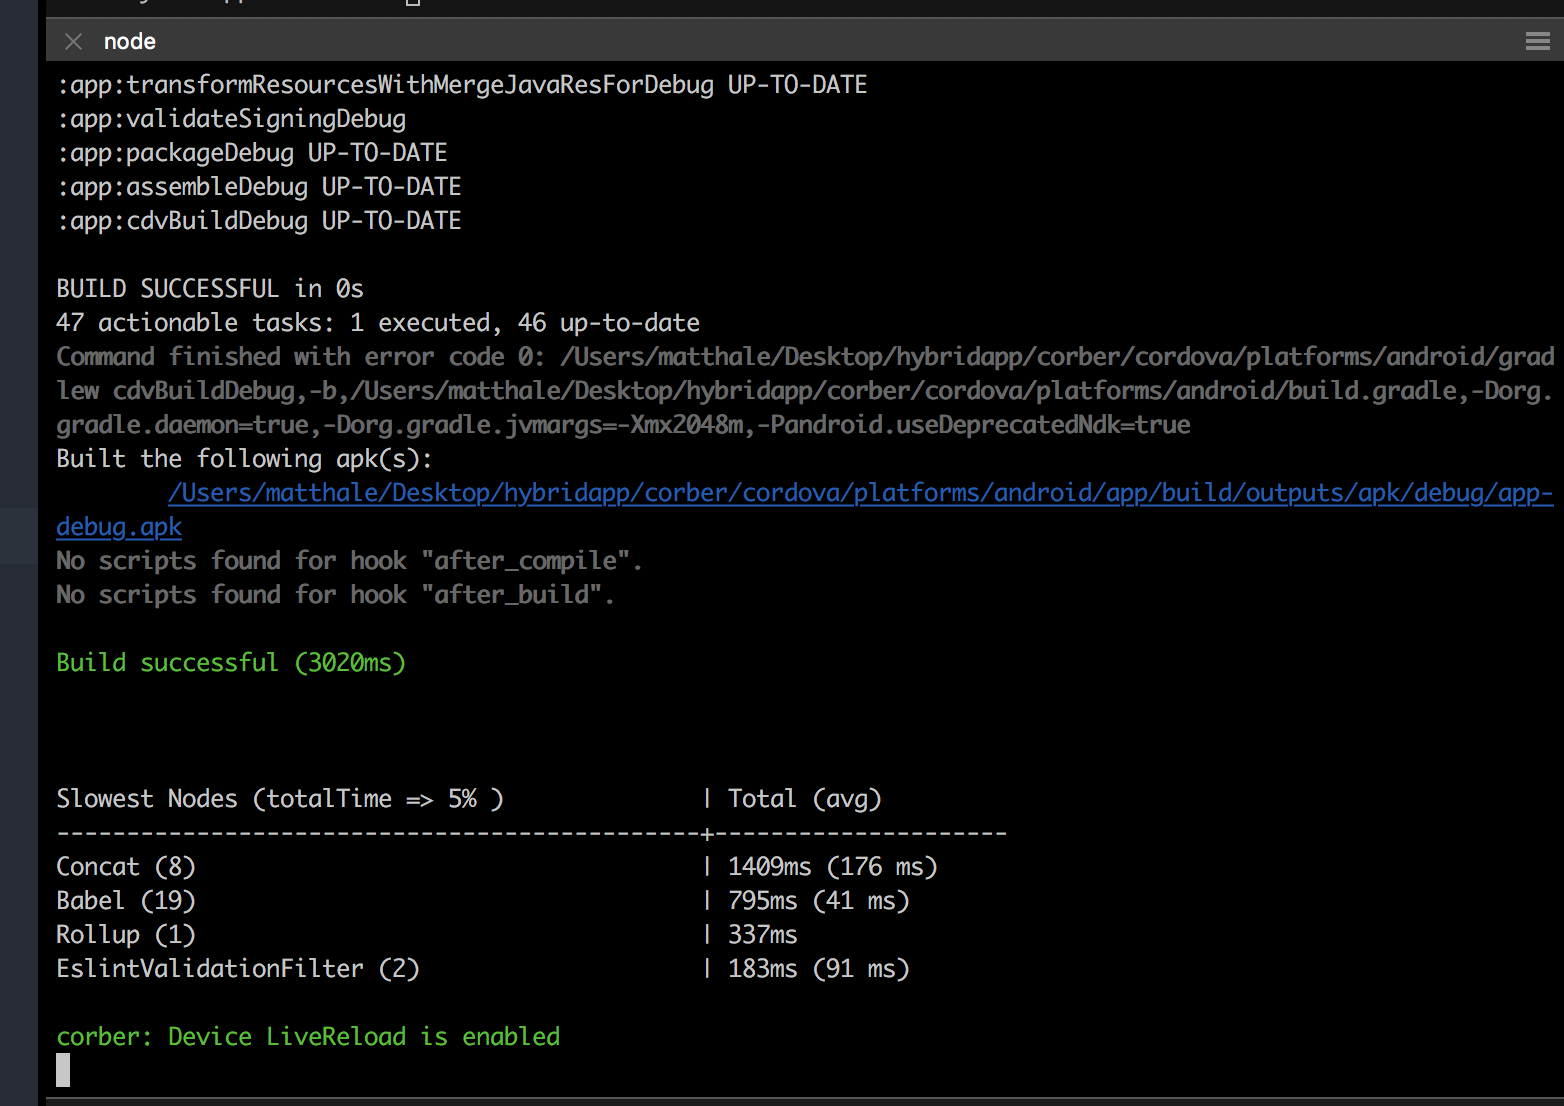 node
:app:transformResourcesWithMergeJavaResForDebug UP-TO-DATE
:app:validateSigningDebug
:app:packageDebug UP-TO-DATE
:app:assembleDebug UP-TO-DATE
:app:cdvBuildDebug UP-TO-DATE
BUILD SUCCESSFUL in 0s
47 actionable tasks: 1 executed, 46 up-to-date
Command finished with error code 0: /Users/matthale/Desktop/hybridapp/corber/cordova/platforms/android/grad
lew cdvBuildDebug,-b,/Users/matthale/Desktop/hybridapp/corber/cordova/platforms/android/build.gradle,-Dorg.
gradle.daemon=true,-Dorg.gradle.jvmargs=-Xmx2048m,-Pandroid.useDeprecatedNdk=true
Built the following apk(s):
/Users/matthale/Desktop/hybridapp/corber/cordova/platforms/android/app/build/outputs/apk/debug/app-
debug.apk
No scripts found for hook "after_compile".
No scripts found for hook "after_build".
Build successful (3020ms)
Slowest Nodes (totalTime => 5% ) | Total (avg)
----------------------------------------------+---------------------
Concat (8) | 1409ms (176 ms)
Babel (19) | 795ms (41 ms)
Rollup (1) | 337ms
EslintValidationFilter (2) | 183ms (91 ms)
corber: Device LiveReload is enabled